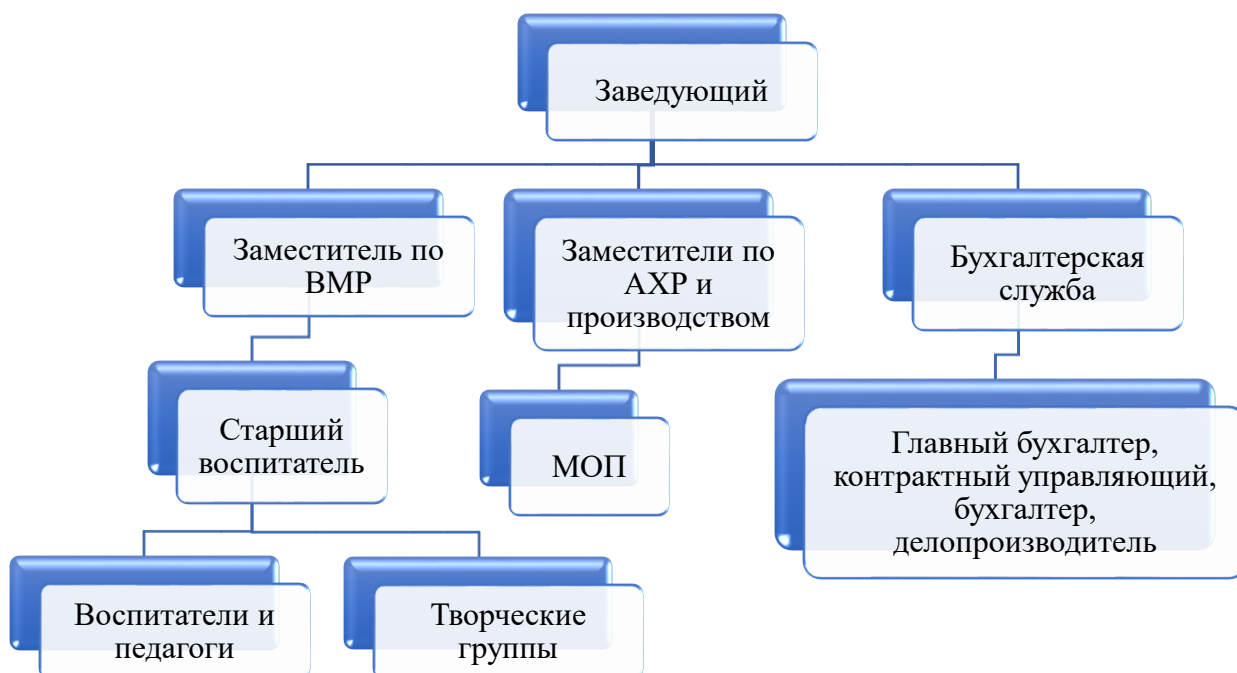 Заведующий
Заместитель по
ВМР
Заместители по
АХР и
производством
Бухгалтерская
служба
Старший
воспитатель
МОП
Главный бухгалтер,
контрактный управляющий,
бухгалтер,
делопроизводитель
Воспитатели и
педагоги
Творческие
группы